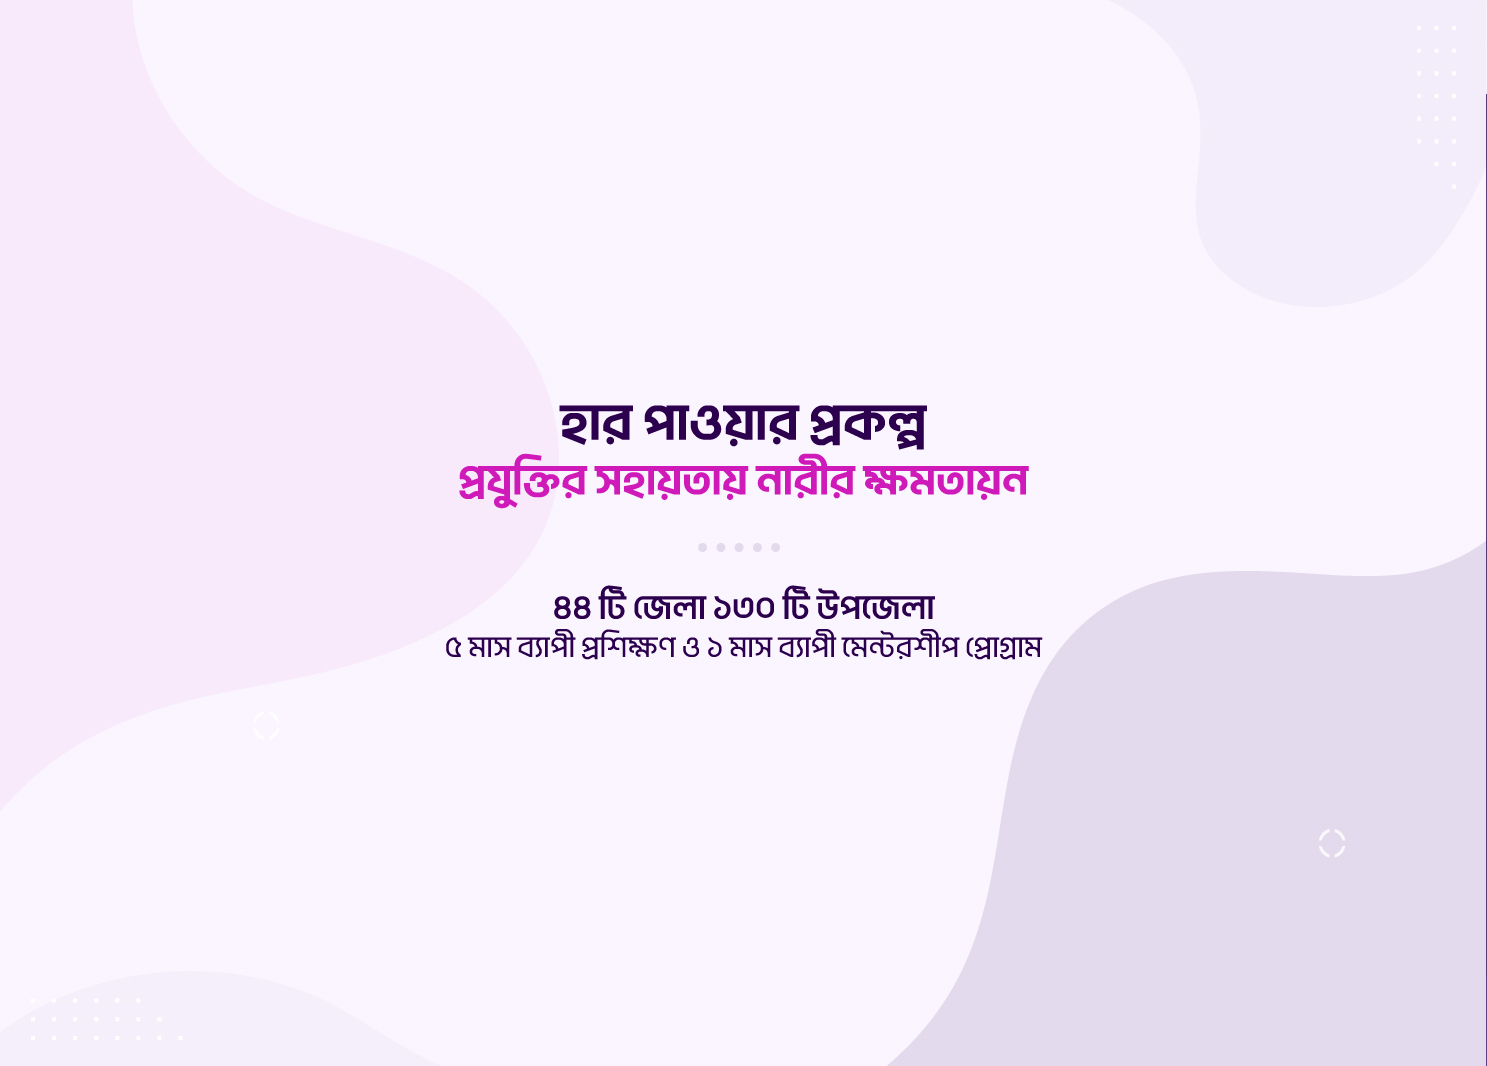 হার পাওয়ার প্রকল্প
প্রযুক্তির সহায়তায় নারীর ক্ষমতায়ন
৪৪ টি জেলা ১৩০ টি উপজেলা
৫ মাস ব্যাপী প্রশিক্ষণ ও ১ মাস ব্যাপী মেন্টরশীপ প্রোগ্রাম